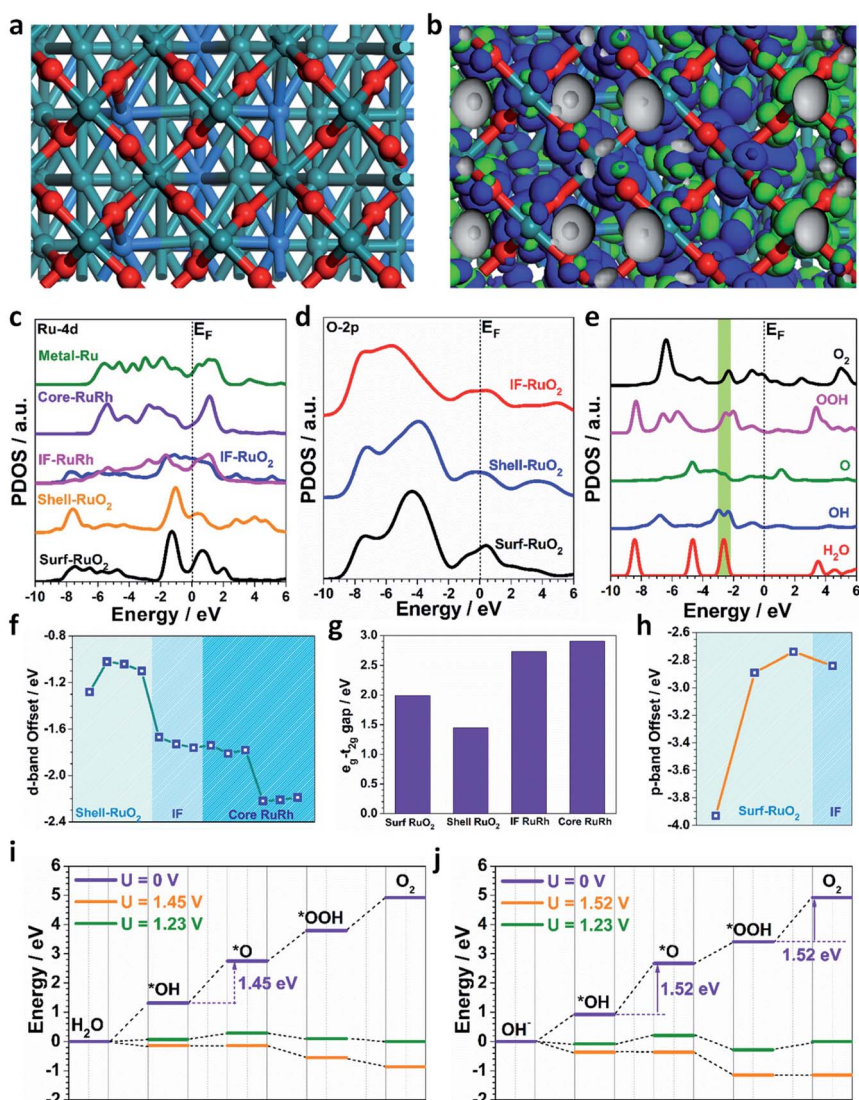 a
b
c
Ru-4d
E_F
Metal-Ru
Core-RuRh
IF-RuRh
IF-RuO₂
Shell-RuO₂
Surf-RuO₂
PDOS / a.u.
-10 -8 -6 -4 -2 0 2 4 6
Energy / eV
d
O-2p
E_F
IF-RuO₂
Shell-RuO₂
Surf-RuO₂
PDOS / a.u.
-10 -8 -6 -4 -2 0 2 4 6
Energy / eV
e
E_F
O₂
OOH
O
OH
H₂O
PDOS / a.u.
-10 -8 -6 -4 -2 0 2 4 6
Energy / eV
f
d-band Offset / eV
-0.8
-1.2
-1.6
-2.0
-2.4
Shell-RuO₂ IF Core RuRh
g
e_g-t_2g gap / eV
3.0
2.5
2.0
1.5
1.0
0.5
0.0
Surf RuO₂ Shell RuO₂ IF RuRh Core RuRh
h
p-band Offset / eV
-2.6
-2.8
-3.0
-3.2
-3.4
-3.6
-3.8
-4.0
Surf-RuO₂ IF
i
Energy / eV
6
5
4
3
2
1
0
-1
-2
U = 0 V
U = 1.45 V
U = 1.23 V
H₂O
*OH
*O
*OOH
O₂
1.45 eV
j
Energy / eV
6
5
4
3
2
1
0
-1
-2
U = 0 V
U = 1.52 V
U = 1.23 V
OH⁻
*OH
*O
*OOH
O₂
1.52 eV
1.52 eV